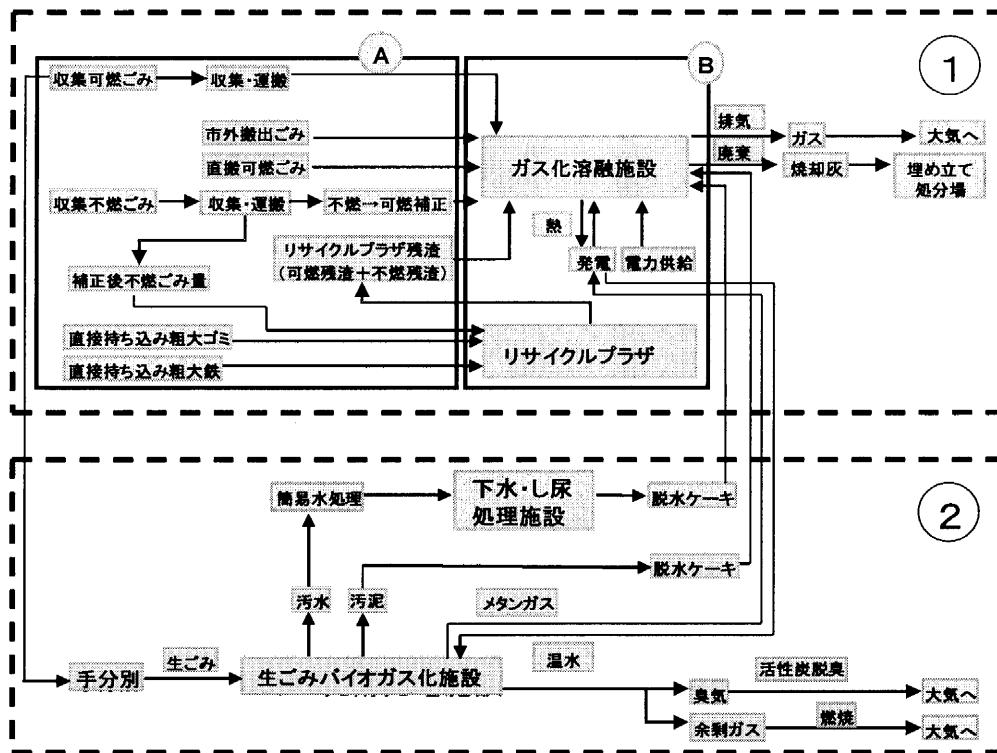 A
B
1
収集可燃ごみ
収集・運搬
市外搬出ごみ
直搬可燃ごみ
収集不燃ごみ
収集・運搬
不燃→可燃補正
リサイクルプラザ残渣
(可燃残渣+不燃残渣)
補正後不燃ごみ量
直接持ち込み粗大ゴミ
直接持ち込み粗大鉄
ガス化溶融施設
熱
発電
電力供給
リサイクルプラザ
排気
ガス
大気へ
廃棄
焼却灰
埋め立て
処分場
2
簡易水処理
下水・し尿
処理施設
脱水ケーキ
脱水ケーキ
汚水
汚泥
メタンガス
温水
手分別
生ごみ
生ごみバイオガス化施設
臭気
活性炭脱臭
大気へ
余剰ガス
燃焼
大気へ